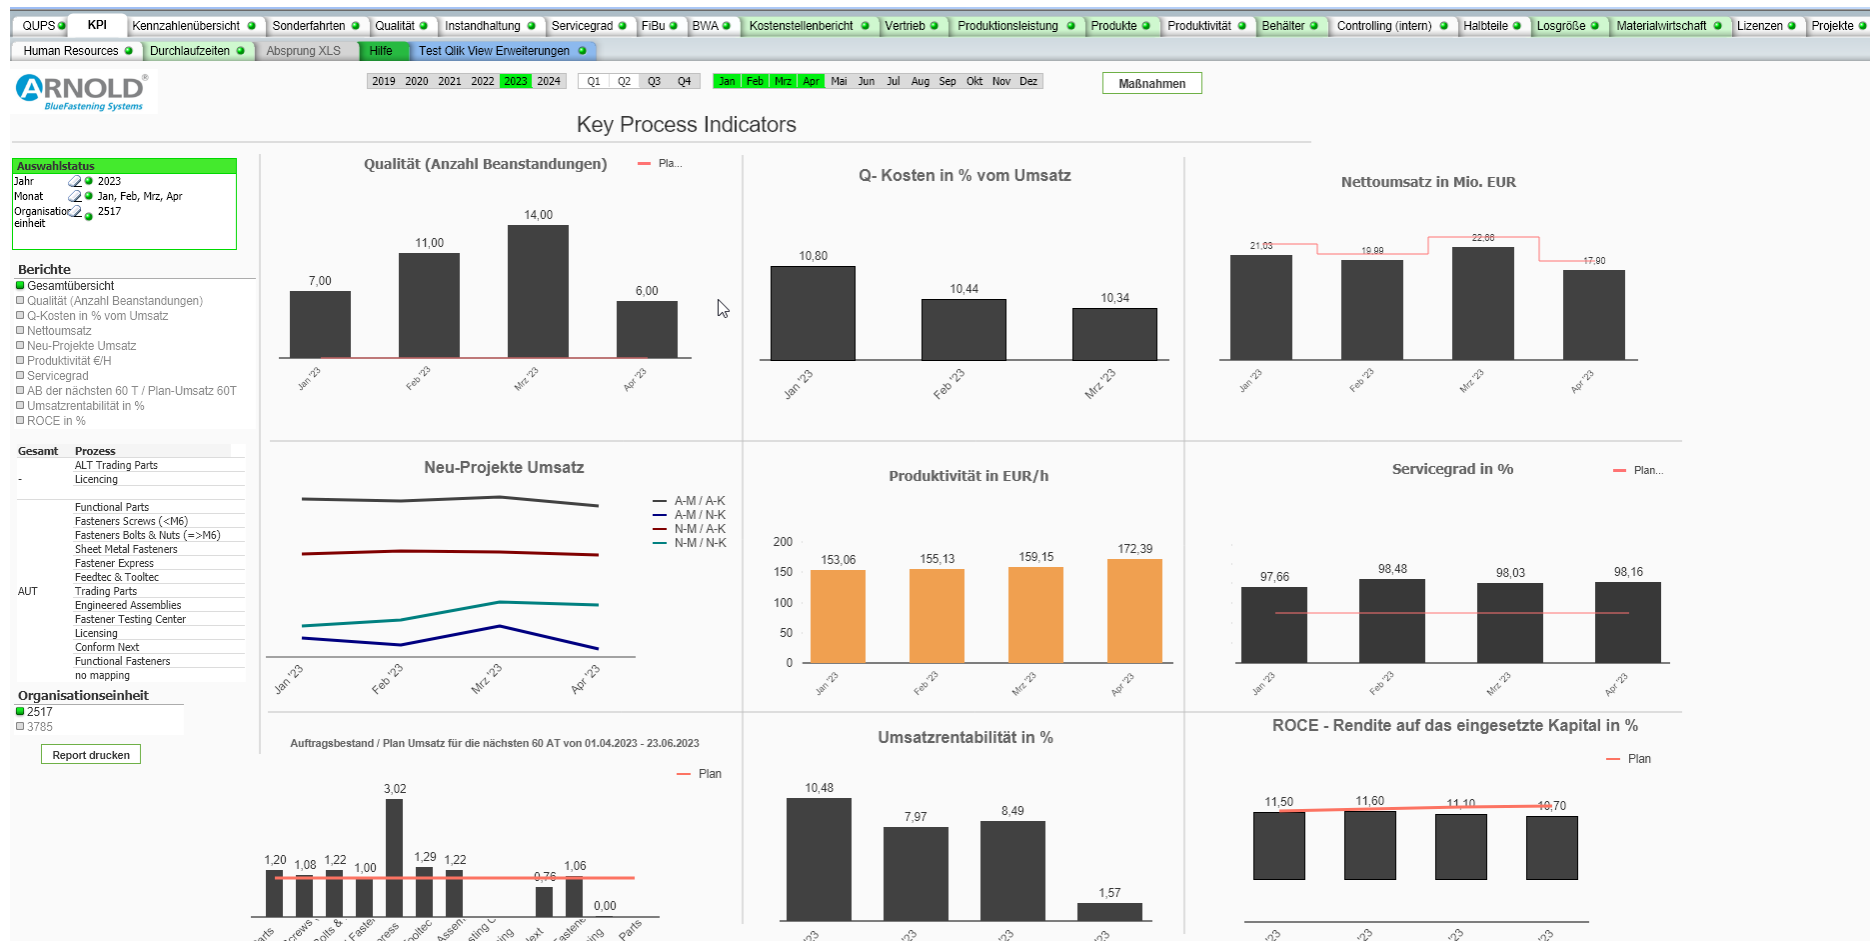 QUPS KPI Kennzahlenübersicht Sonderfahrten Qualität Instandhaltung Servicegrad FiBu BWA Kostenstellenbericht Vertrieb Produktionsleistung Produkte Produktivität Behälter Controlling (intern) Halbteile Losgröße Materialwirtschaft Lizenzen Projekte
Human Resources Durchlaufzeiten Absprung XLS Hilfe Test Qlik View Erweiterungen
ARNOLD®
BlueFastening Systems
2019 2020 2021 2022 2023 2024 Q1 Q2 Q3 Q4 Jan Feb Mrz Apr Mai Jun Jul Aug Sep Okt Nov Dez
Maßnahmen
Key Process Indicators
Auswahlstatus
Jahr 2023
Monat Jan, Feb, Mrz, Apr
Organisation 2517
einheit
Berichte
Gesamtübersicht
Qualität (Anzahl Beanstandungen)
Q-Kosten in % vom Umsatz
Nettoumsatz
Neu-Projekte Umsatz
Produktivität €/H
Servicegrad
AB der nächsten 60 T / Plan-Umsatz 60T
Umsatzrentabilität in %
ROCE in %
Gesamt Prozess
ALT Trading Parts
- Licencing
Functional Parts
Fasteners Screws (<M6)
Fasteners Bolts & Nuts (=>M6)
Sheet Metal Fasteners
Fastener Express
Feedtec & Tooltec
AUT Trading Parts
Engineered Assemblies
Fastener Testing Center
Licensing
Conform Next
Functional Fasteners
no mapping
Organisationseinheit
2517
3785
Report drucken
Qualität (Anzahl Beanstandungen)
Pla...
7,00 11,00 14,00 6,00
Jan '23 Feb '23 Mrz '23 Apr '23
Q- Kosten in % vom Umsatz
10,80 10,44 10,34
Jan '23 Feb '23 Mrz '23
Nettoumsatz in Mio. EUR
21,03 19,99 22,66 17,90
Jan '23 Feb '23 Mrz '23 Apr '23
Neu-Projekte Umsatz
A-M / A-K
A-M / N-K
N-M / A-K
N-M / N-K
Jan '23 Feb '23 Mrz '23 Apr '23
Produktivität in EUR/h
200
150
100
50
0
153,06 155,13 159,15 172,39
Jan '23 Feb '23 Mrz '23 Apr '23
Servicegrad in %
Plan...
97,66 98,48 98,03 98,16
Jan '23 Feb '23 Mrz '23 Apr '23
Auftragsbestand / Plan Umsatz für die nächsten 60 AT von 01.04.2023 - 23.06.2023
Plan
1,20 1,08 1,22 1,00 3,02 1,29 1,22 0,76 1,06 0,00
Umsatzrentabilität in %
10,48 7,97 8,49 1,57
ROCE - Rendite auf das eingesetzte Kapital in %
Plan
11,50 11,60 11,10 10,70